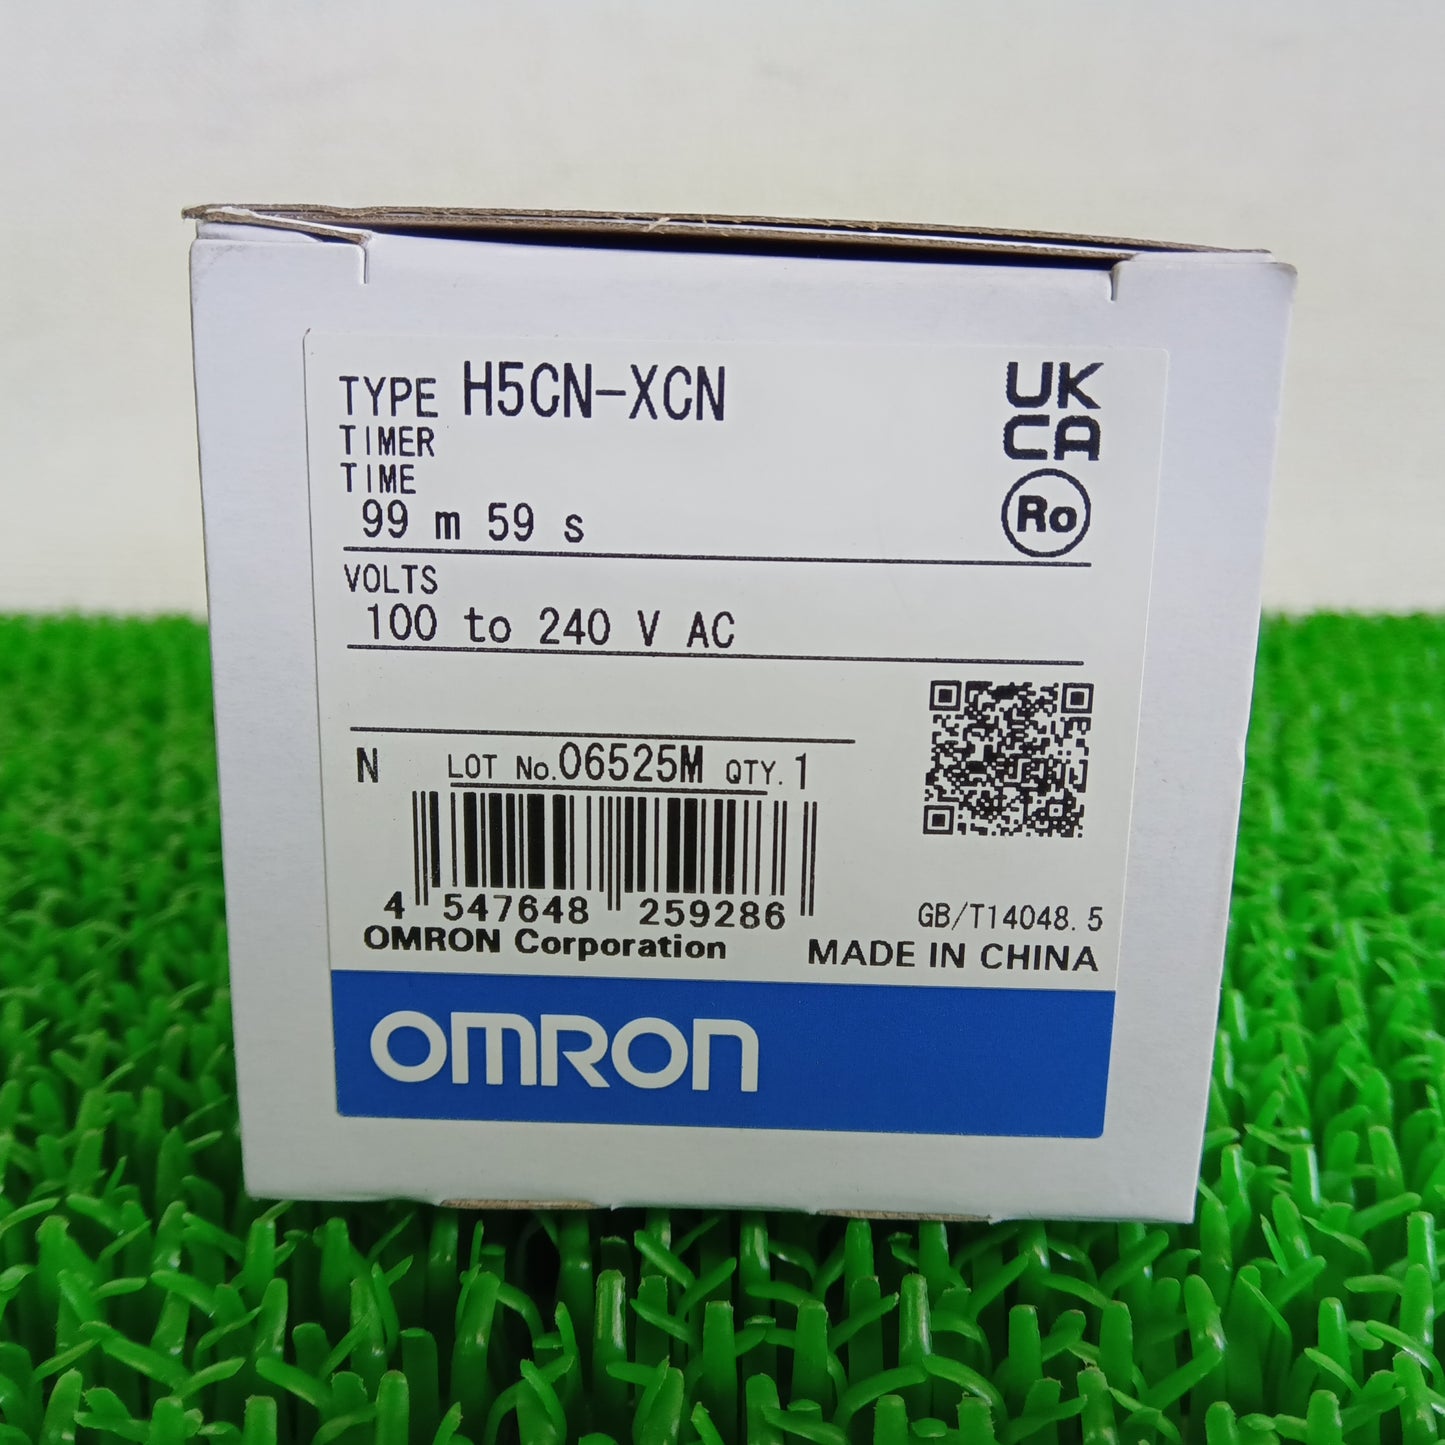 TYPE H5CN-XCN
UK
CA
TIMER
TIME
99 m 59 s
Ro
VOLTS
100 to 240 V AC
N LOT No. 06525M QTY. 1
4 547648 259286
GB/T14048.5
OMRON Corporation
MADE IN CHINA
OMRON